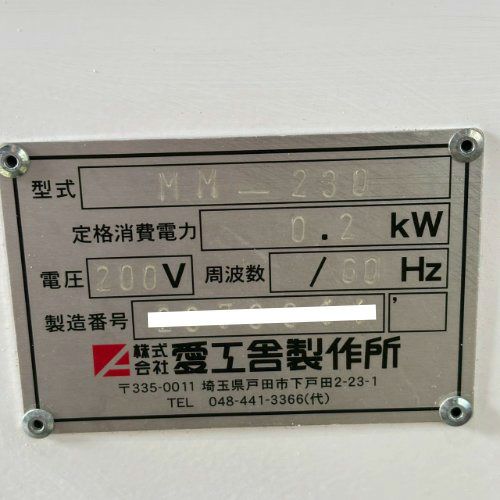 型式 MM-230
定格消費電力 0.2 kW
電圧 200 V 周波数 /60 Hz
製造番号 '
株式会社 愛工舎製作所
〒335-0011 埼玉県戸田市下戸田2-23-1
TEL 048-441-3366(代)